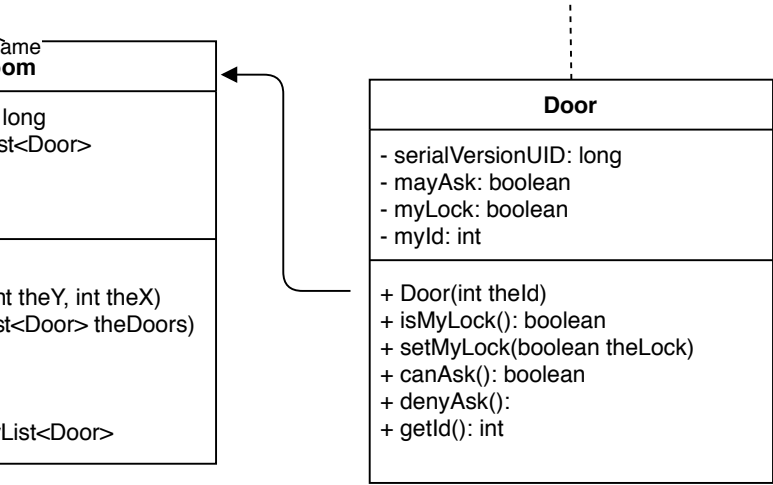 ame
om
long
st<Door>
nt theY, int theX)
st<Door> theDoors)
List<Door>
Door
- serialVersionUID: long
- mayAsk: boolean
- myLock: boolean
- myId: int
+ Door(int theId)
+ isMyLock(): boolean
+ setMyLock(boolean theLock)
+ canAsk(): boolean
+ denyAsk():
+ getId(): int